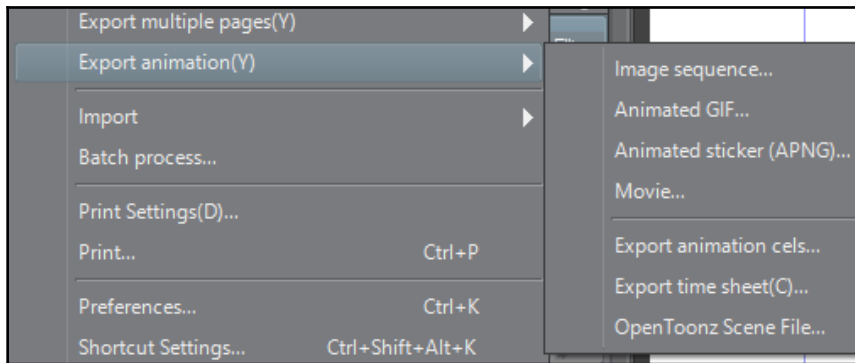 Export multiple pages(Y)
Export animation(Y)
Import
Batch process...
Print Settings(D)...
Print... Ctrl+P
Preferences... Ctrl+K
Shortcut Settings... Ctrl+Shift+Alt+K
Image sequence...
Animated GIF...
Animated sticker (APNG)...
Movie...
Export animation cels...
Export time sheet(C)...
OpenToonz Scene File...